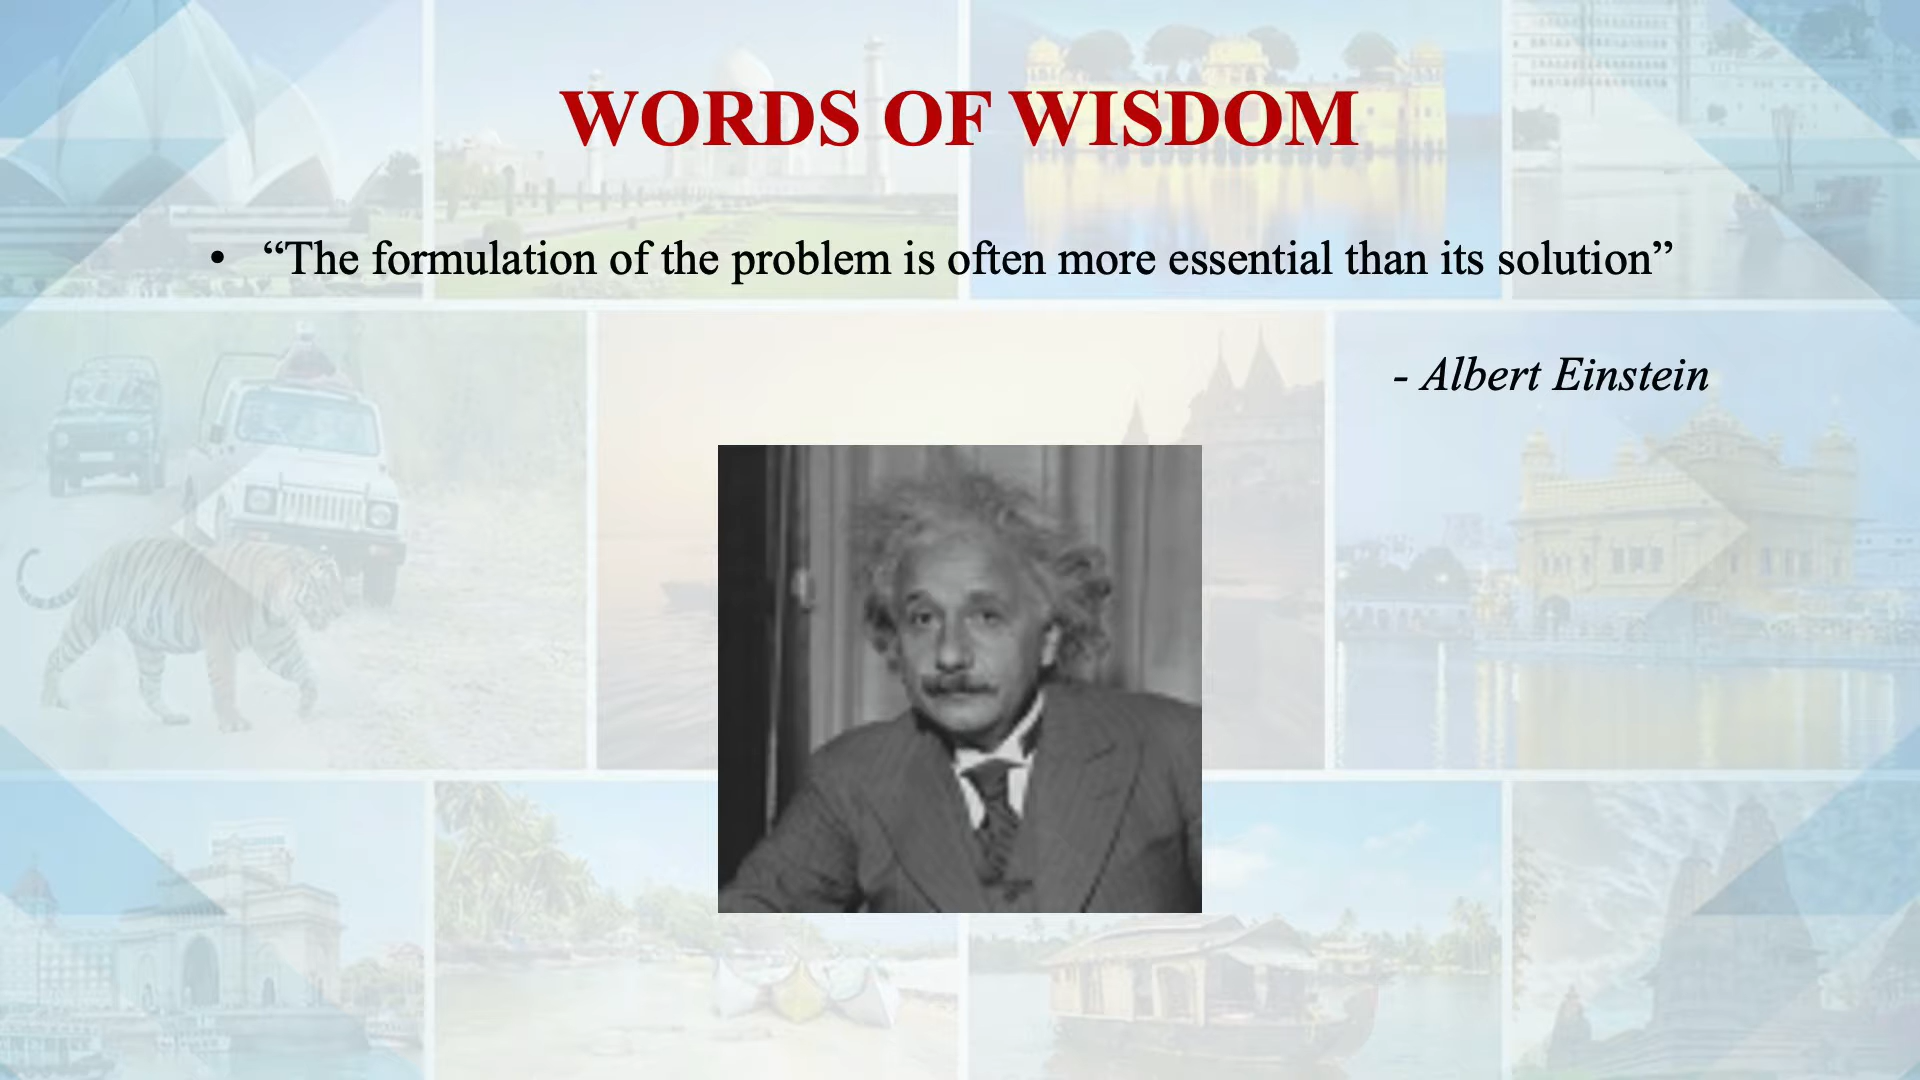 WORDS OF WISDOM
• “The formulation of the problem is often more essential than its solution”
- Albert Einstein